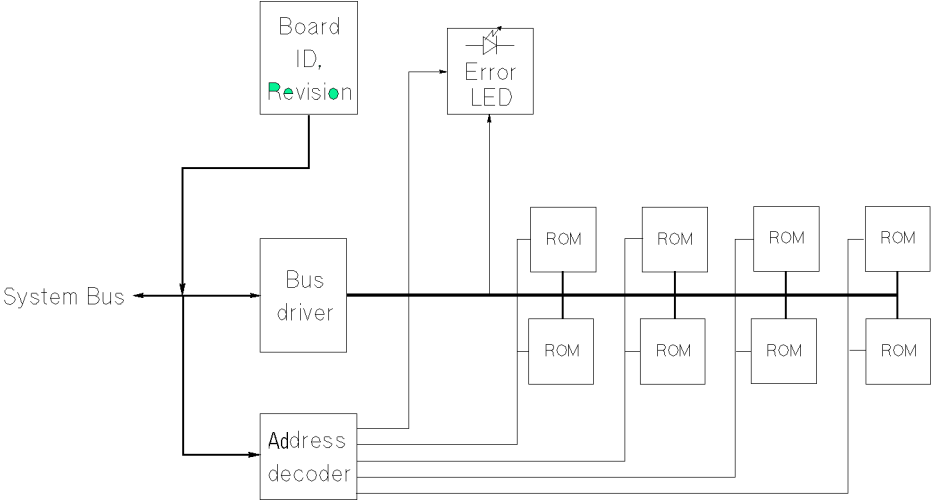 Board
ID,
Revision
Error
LED
ROM
ROM
ROM
ROM
System Bus
Bus
driver
ROM
ROM
ROM
ROM
Address
decoder